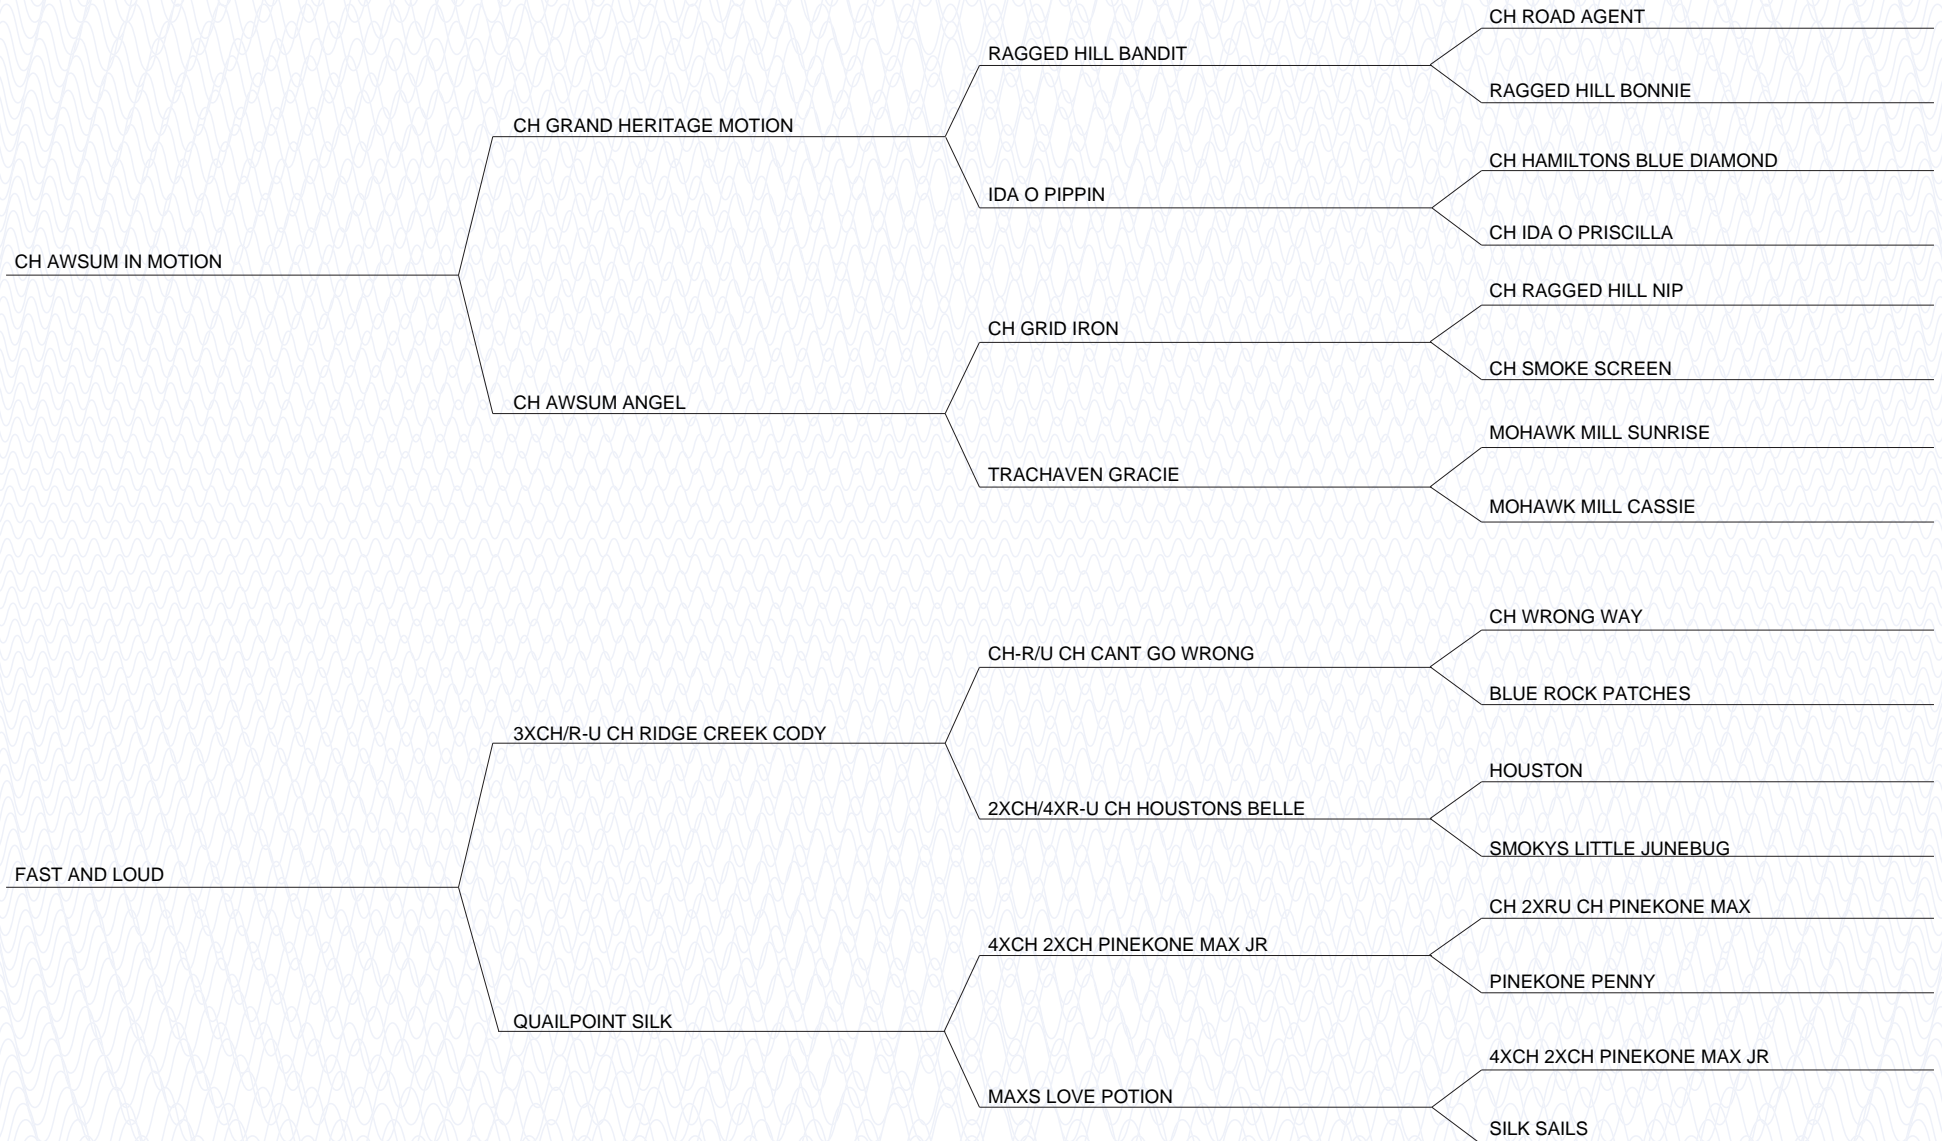 CH ROAD AGENT
RAGGED HILL BANDIT
RAGGED HILL BONNIE
CH GRAND HERITAGE MOTION
CH HAMILTONS BLUE DIAMOND
IDA O PIPPIN
CH IDA O PRISCILLA
CH AWSUM IN MOTION
CH RAGGED HILL NIP
CH GRID IRON
CH SMOKE SCREEN
CH AWSUM ANGEL
MOHAWK MILL SUNRISE
TRACHAVEN GRACIE
MOHAWK MILL CASSIE
CH WRONG WAY
CH-R/U CH CANT GO WRONG
BLUE ROCK PATCHES
3XCH/R-U CH RIDGE CREEK CODY
HOUSTON
2XCH/4XR-U CH HOUSTONS BELLE
SMOKYS LITTLE JUNEBUG
FAST AND LOUD
CH 2XRU CH PINEKONE MAX
4XCH 2XCH PINEKONE MAX JR
PINEKONE PENNY
QUAILPOINT SILK
4XCH 2XCH PINEKONE MAX JR
MAXS LOVE POTION
SILK SAILS